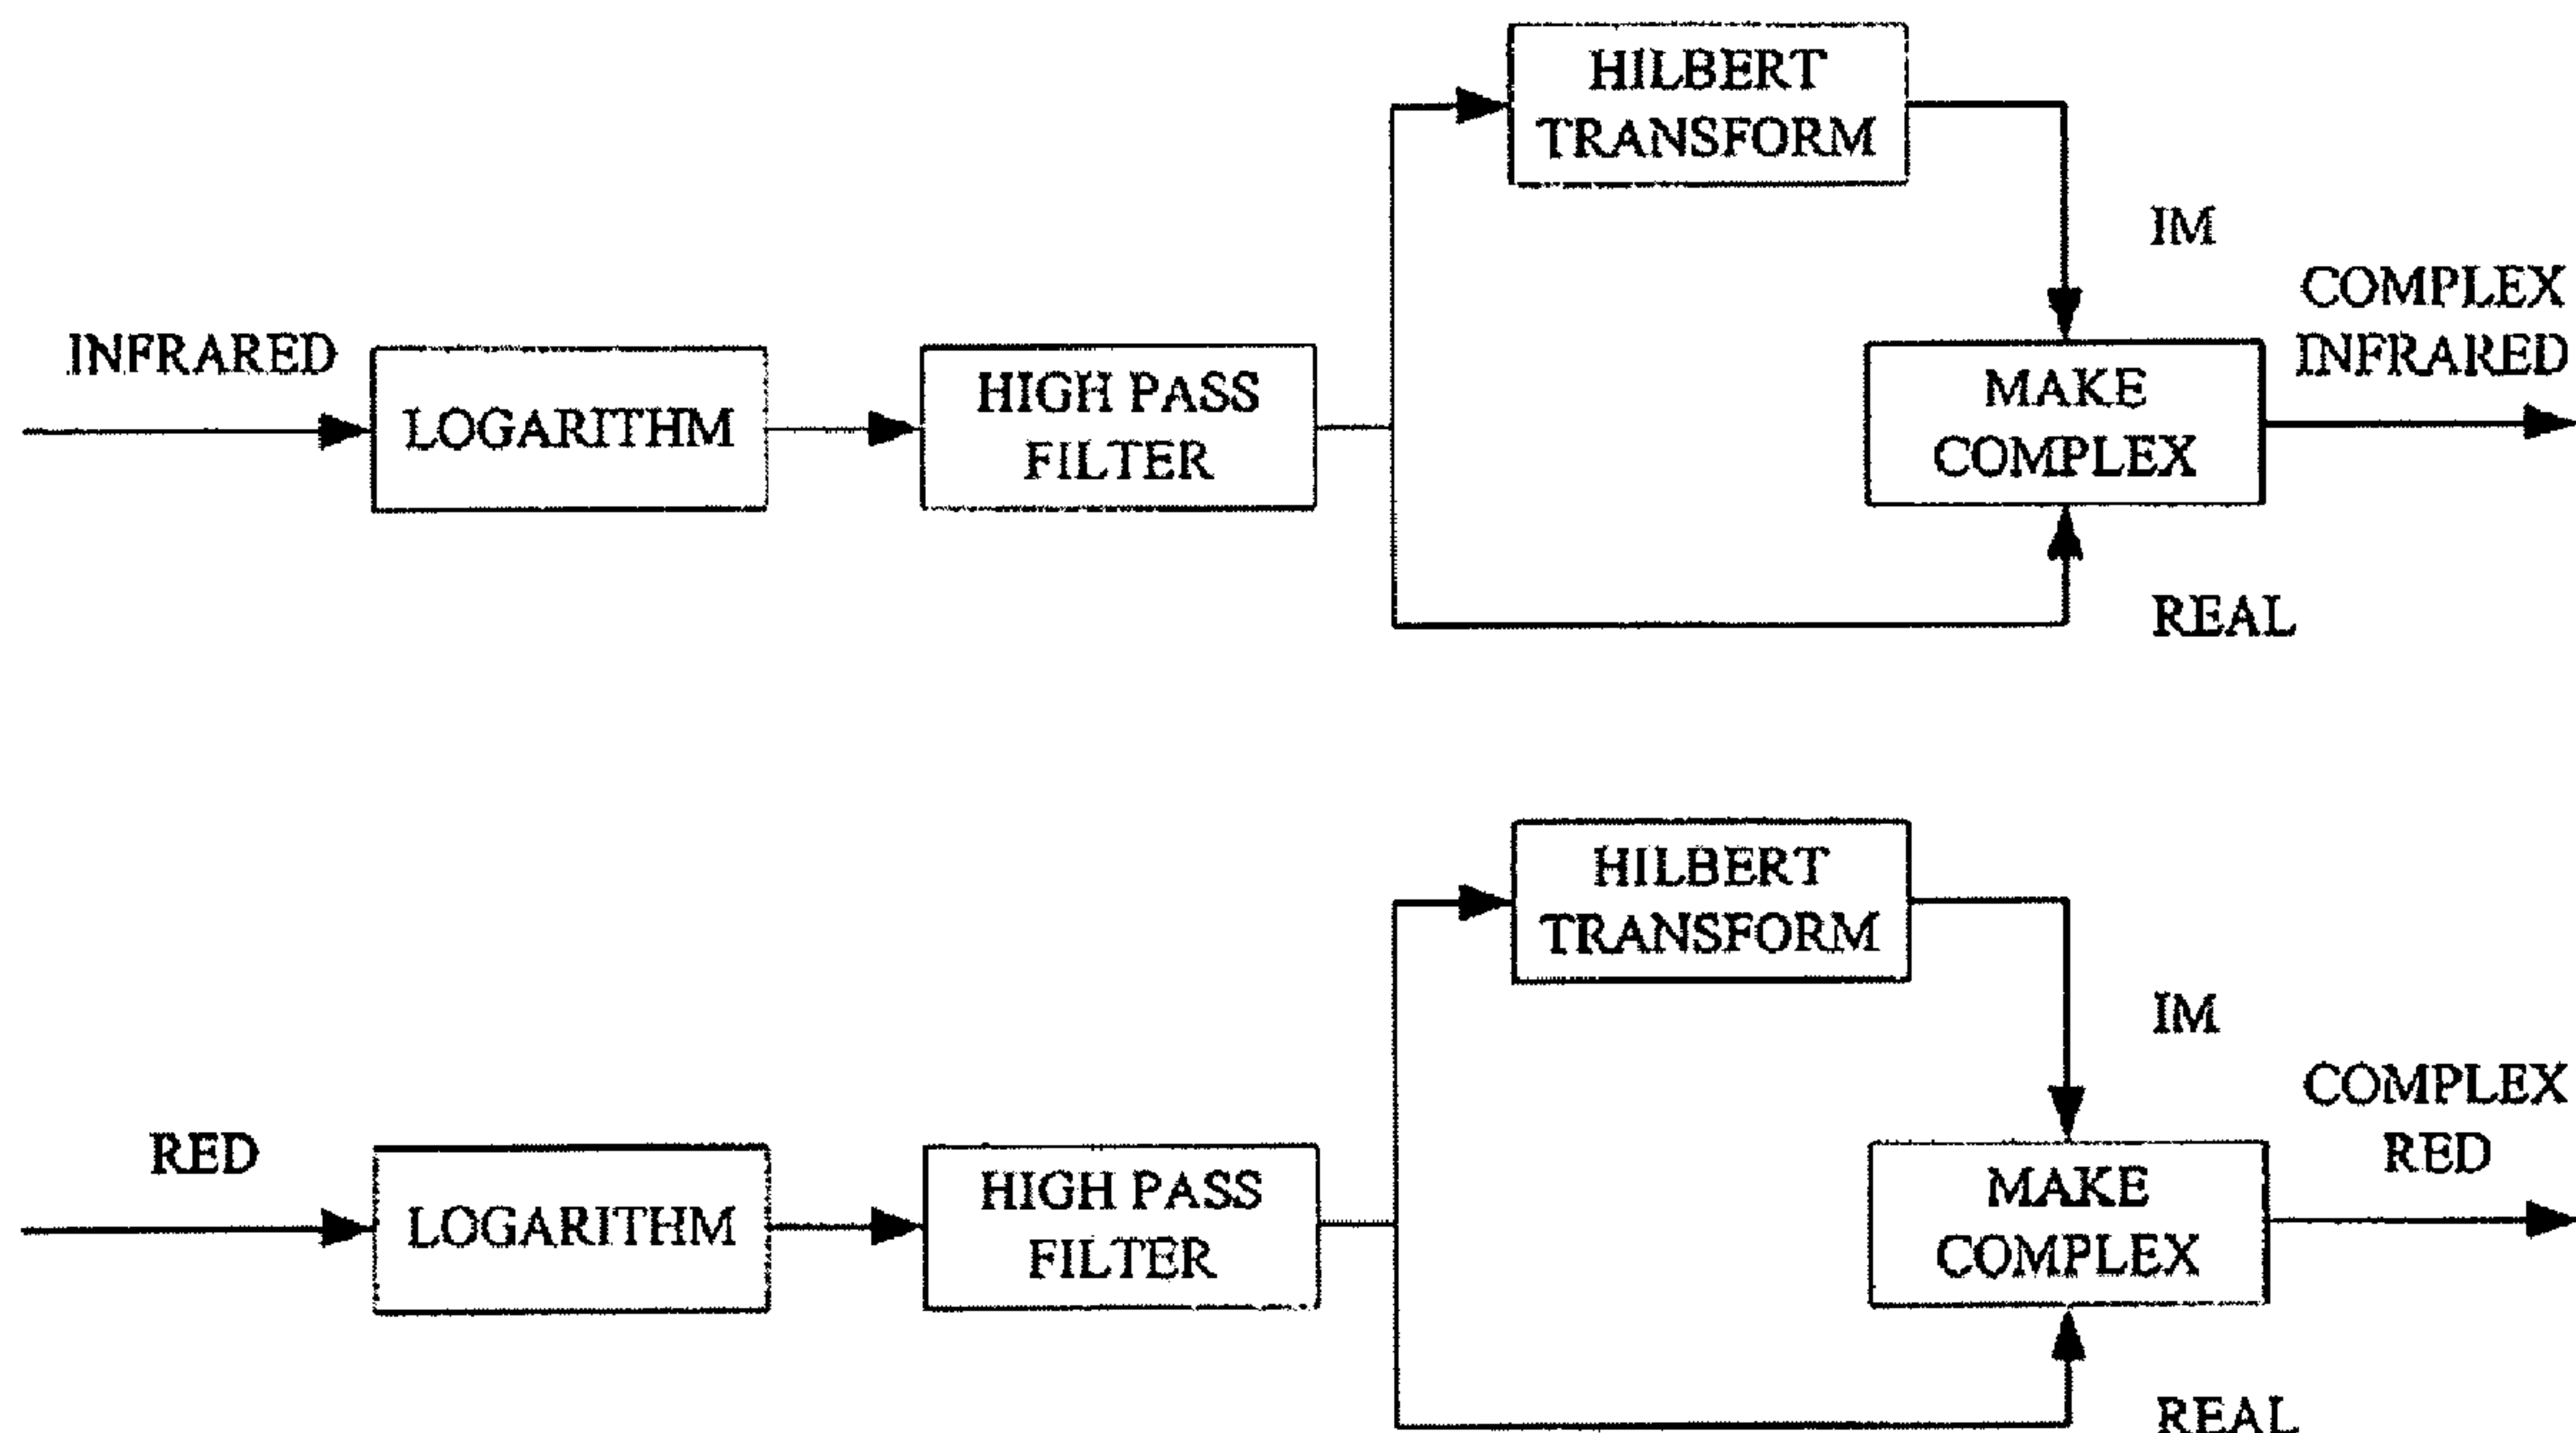 HILBERT
TRANSFORM
IM
COMPLEX
INFRARED
INFRARED
LOGARITHM
HIGH PASS
FILTER
MAKE
COMPLEX
REAL
HILBERT
TRANSFORM
IM
COMPLEX
RED
RED
LOGARITHM
HIGH PASS
FILTER
MAKE
COMPLEX
REAL